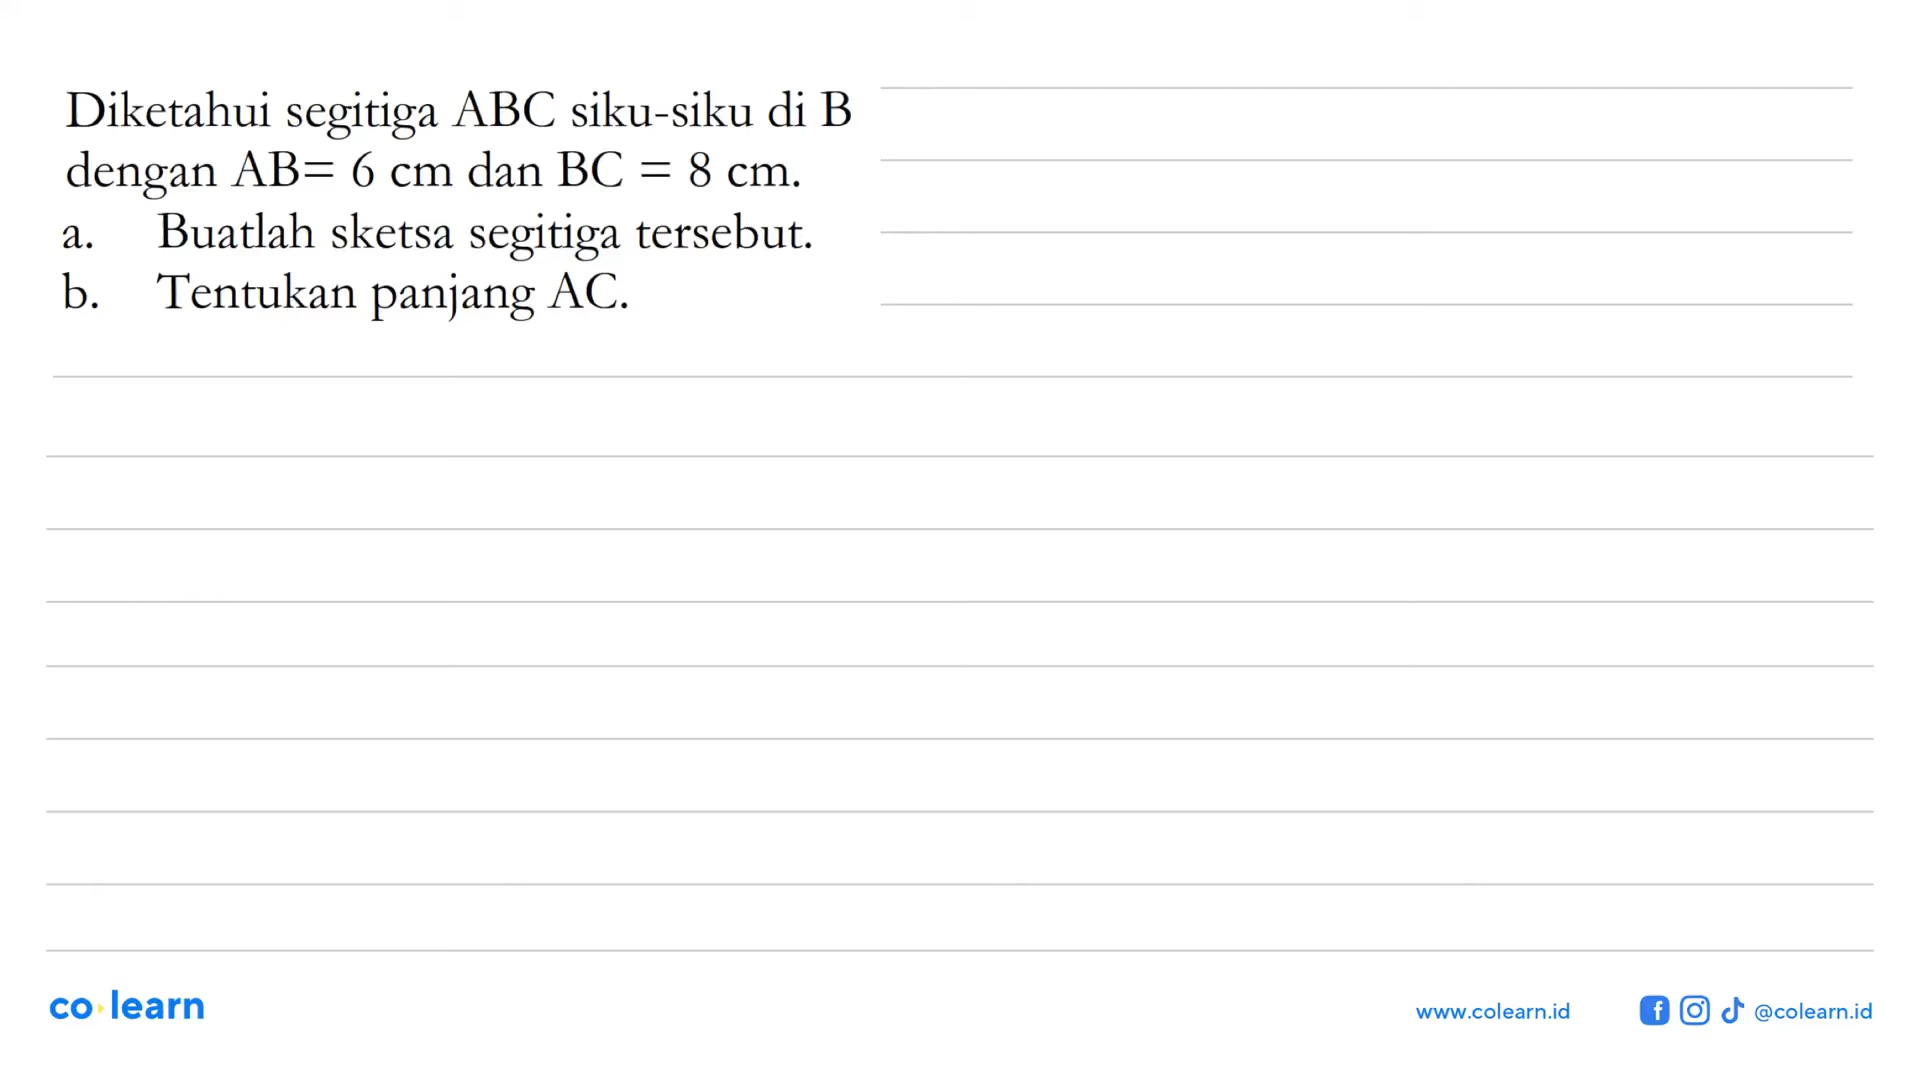 Diketahui segitiga ABC siku-siku di B
dengan AB= 6 cm dan BC = 8 cm.
a. Buatlah sketsa segitiga tersebut.
b. Tentukan panjang AC.
co learn
www.colearn.id
@colearn.id